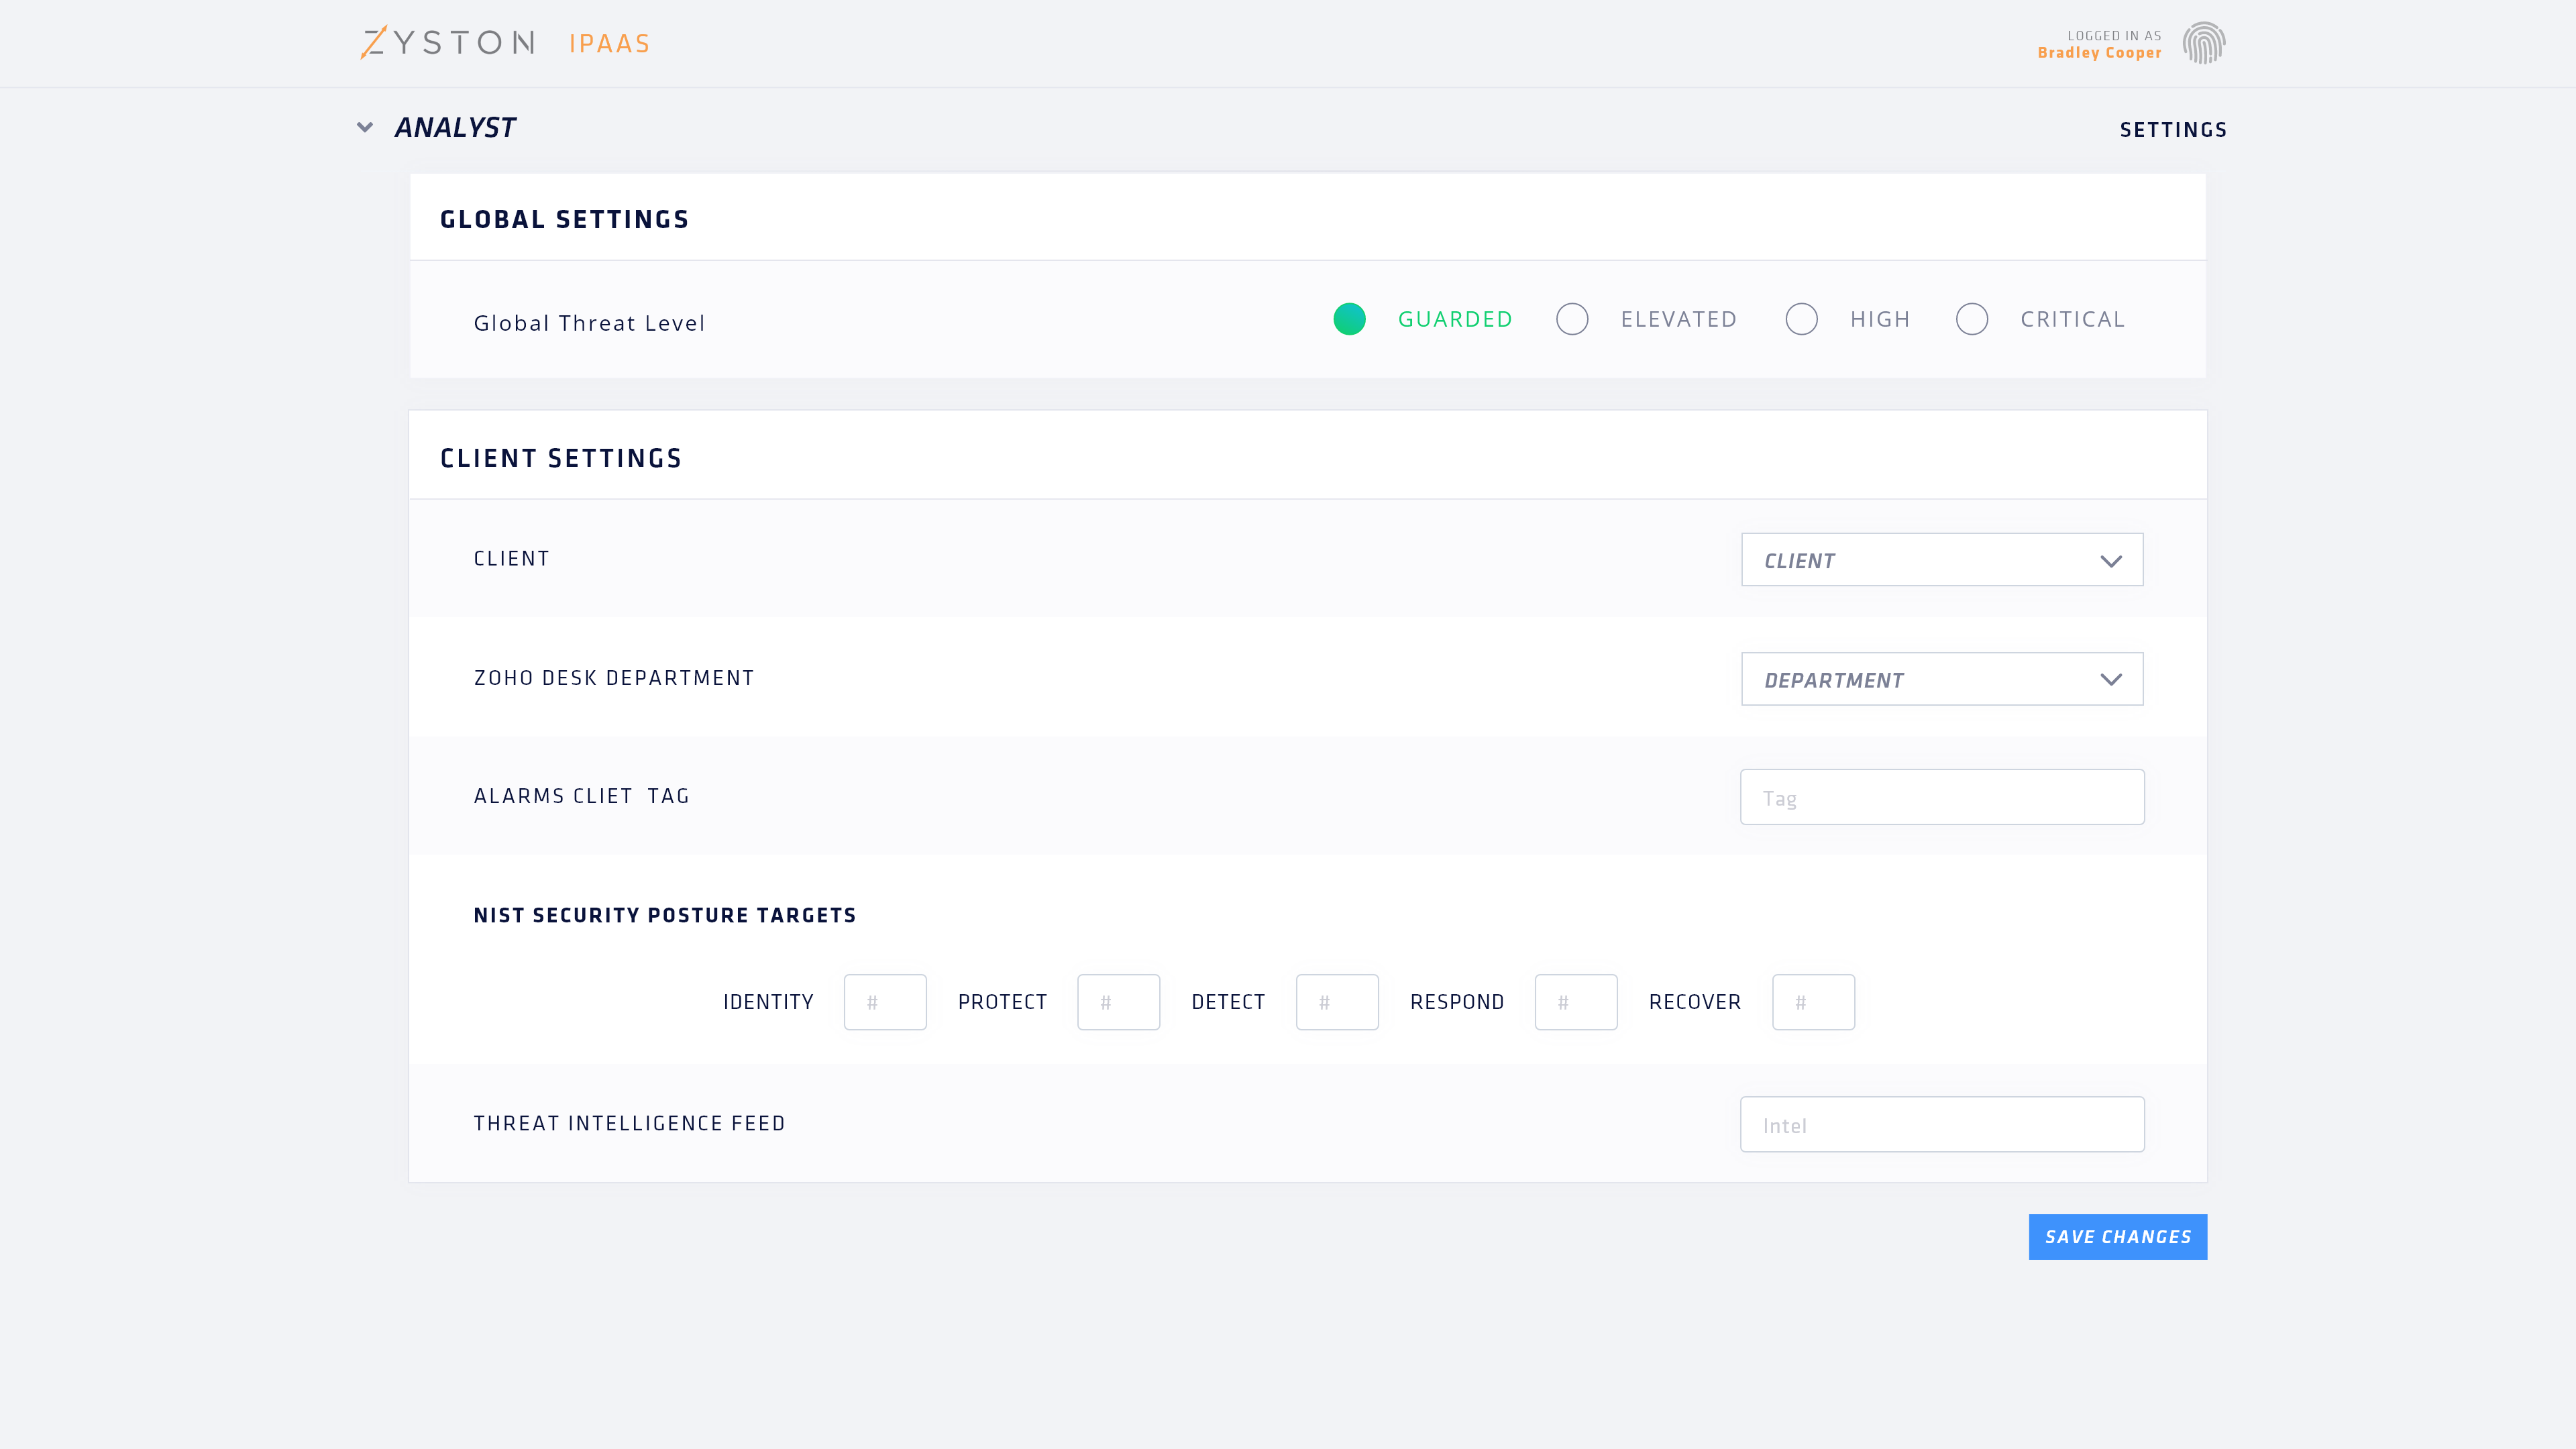 ZYSTON IPAAS
LOGGED IN AS
Bradley Cooper
ANALYST
SETTINGS
GLOBAL SETTINGS
Global Threat Level
GUARDED ELEVATED HIGH CRITICAL
CLIENT SETTINGS
CLIENT CLIENT
ZOHO DESK DEPARTMENT DEPARTMENT
ALARMS CLIET TAG Tag
NIST SECURITY POSTURE TARGETS
IDENTITY # PROTECT # DETECT # RESPOND # RECOVER #
THREAT INTELLIGENCE FEED Intel
SAVE CHANGES